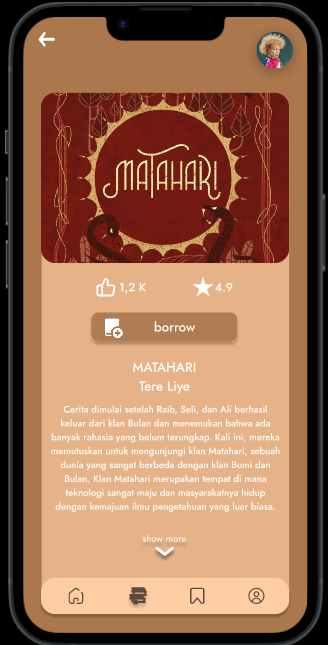 MATAHARI
1,2 K
4.9
borrow
MATAHARI
Tere Liye
Cerita dimulai setelah Raib, Seli, dan Ali berhasil
keluar dari klan Bulan dan menemukan bahwa ada
banyak rahasia yang belum terungkap. Kali ini, mereka
memutuskan untuk mengunjungi klan Matahari, sebuah
dunia yang sangat berbeda dengan klan Bumi dan
Bulan. Klan Matahari merupakan tempat di mana
teknologi sangat maju dan masyarakatnya hidup
dengan kemajuan ilmu pengetahuan yang luar biasa.
show more